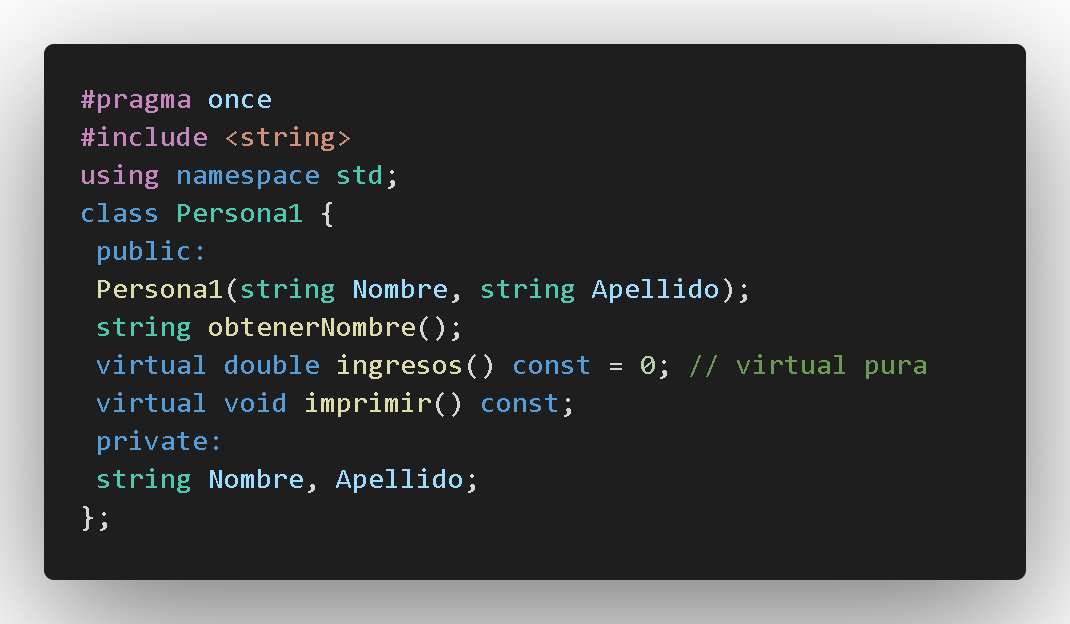 #pragma once
#include <string>
using namespace std;
class Persona1 {
 public:
 Persona1(string Nombre, string Apellido);
 string obtenerNombre();
 virtual double ingresos() const = 0; // virtual pura
 virtual void imprimir() const;
 private:
 string Nombre, Apellido;
};